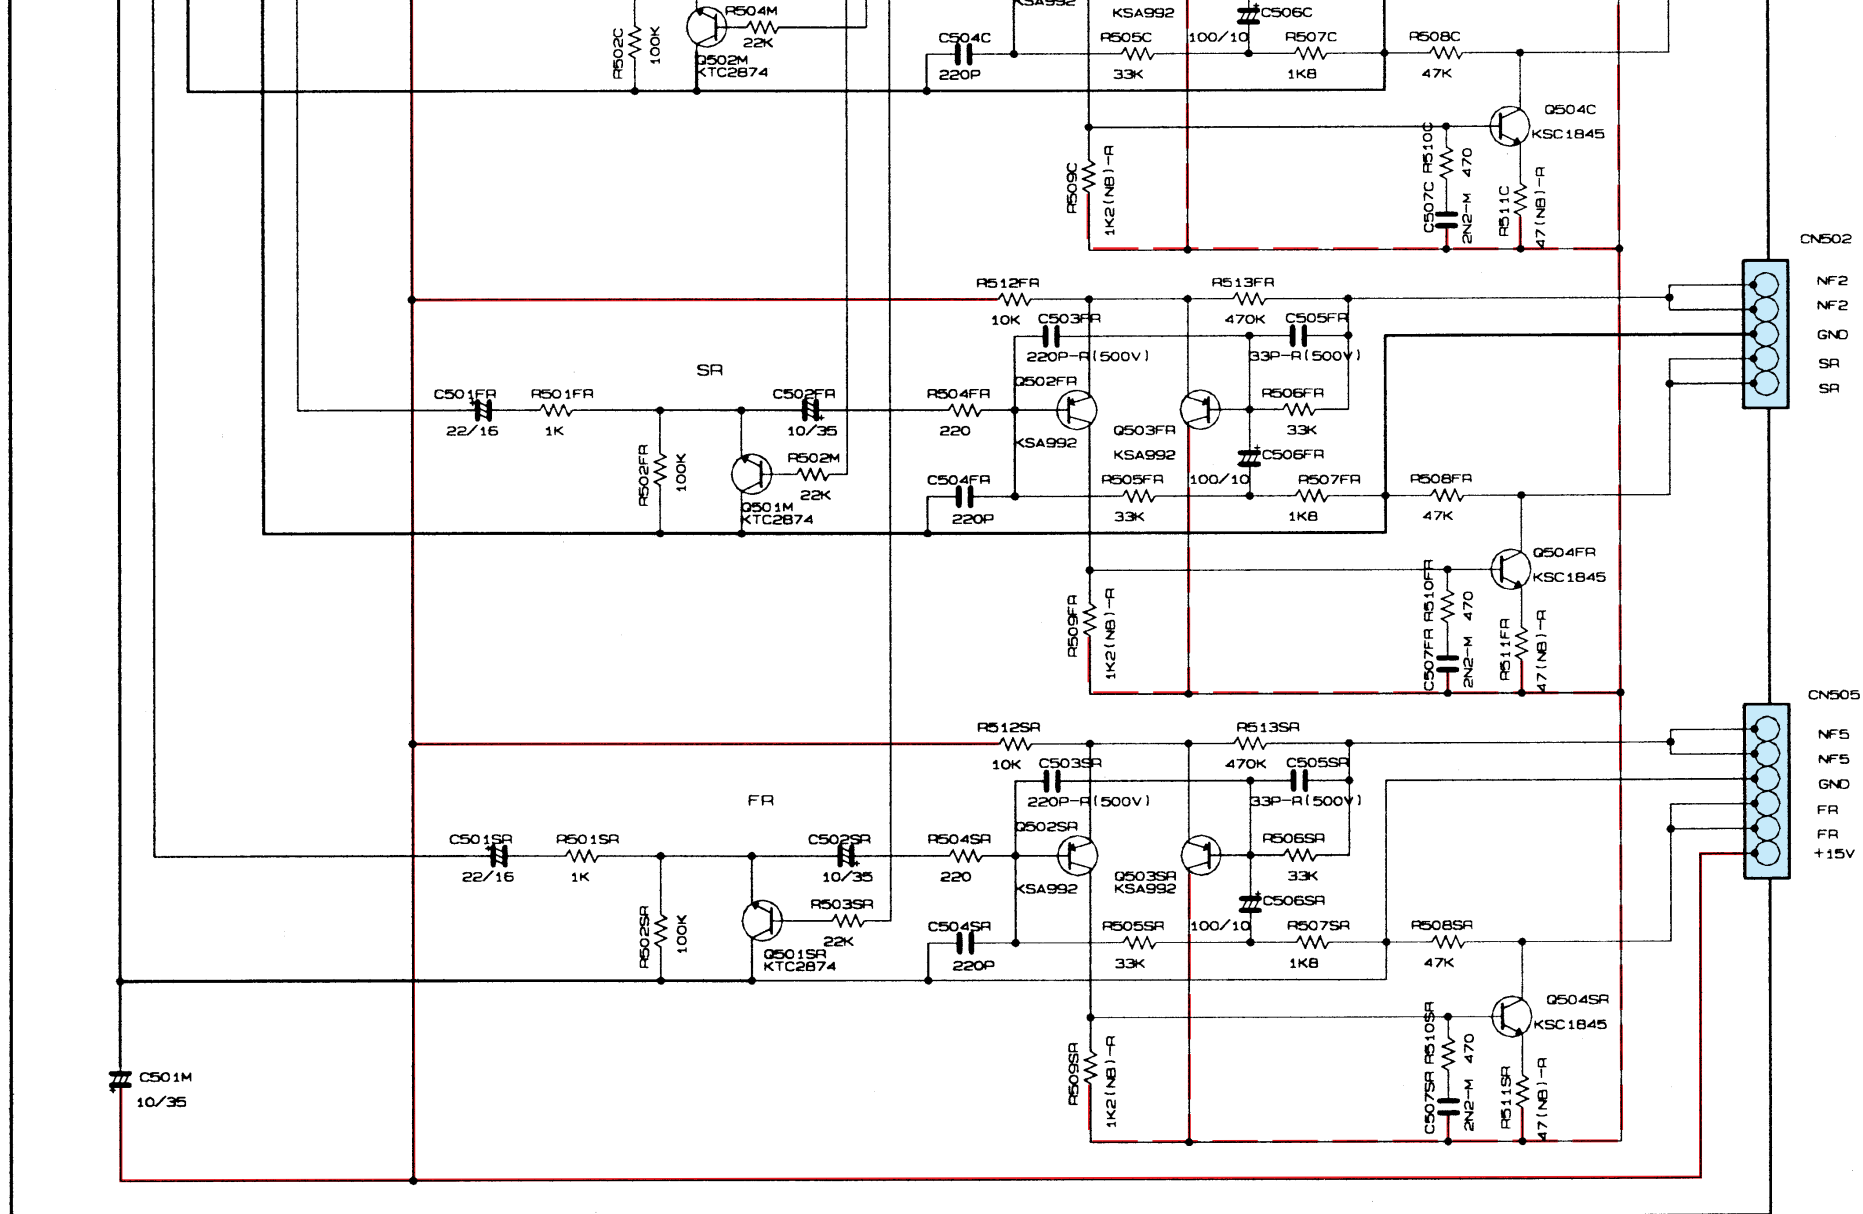 R504M
22K
R502C
100K
Q502M
KTC2874
KSA992
KSA992
C506C
100/10
C504C
220P
R505C
33K
R507C
1K8
R508C
47K
Q504C
KSC1845
R509C
1K2(NB)-R
C507C
R510C
2N2-M
470
R511C
47(NB)-R
CN502
NF2
NF2
GND
SR
SR
R512FR
10K
R513FR
470K
C503FR
220P-R(500V)
C505FR
33P-R(500V)
SR
C501FR
22/16
R501FR
1K
C502FR
10/35
R504FR
220
Q502FR
KSA992
Q503FR
KSA992
R506FR
33K
C506FR
100/10
R502FR
100K
R502M
22K
Q501M
KTC2874
C504FR
220P
R505FR
33K
R507FR
1K8
R508FR
47K
Q504FR
KSC1845
R509FR
1K2(NB)-R
C507FR
R510FR
2N2-M
470
R511FR
47(NB)-R
CN505
NF5
NF5
GND
FR
FR
+15V
R512SR
10K
R513SR
470K
C503SR
220P-R(500V)
C505SR
33P-R(500V)
FR
C501SR
22/16
R501SR
1K
C502SR
10/35
R504SR
220
Q502SR
KSA992
Q503SR
KSA992
R506SR
33K
C506SR
100/10
R502SR
100K
R503SR
22K
Q501SR
KTC2874
C504SR
220P
R505SR
33K
R507SR
1K8
R508SR
47K
Q504SR
KSC1845
R509SR
1K2(NB)-R
C507SR
R510SR
2N2-M
470
R511SR
47(NB)-R
C501M
10/35